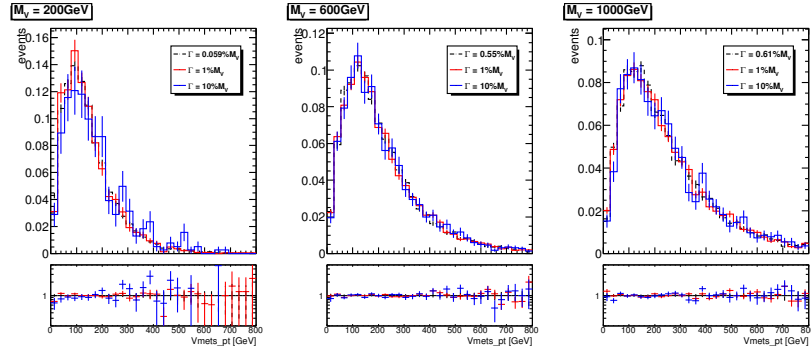 M_V = 200GeV
events
0.16
0.14
0.12
0.1
0.08
0.06
0.04
0.02
0
Γ = 0.059%M_V
Γ = 1%M_V
Γ = 10%M_V
1
0 100 200 300 400 500 600 700 800
Vmets_pt [GeV]
M_V = 600GeV
events
0.12
0.1
0.08
0.06
0.04
0.02
0
Γ = 0.55%M_V
Γ = 1%M_V
Γ = 10%M_V
1
0 100 200 300 400 500 600 700 800
Vmets_pt [GeV]
M_V = 1000GeV
events
0.1
0.08
0.06
0.04
0.02
0
Γ = 0.61%M_V
Γ = 1%M_V
Γ = 10%M_V
1
0 100 200 300 400 500 600 700 800
Vmets_pt [GeV]